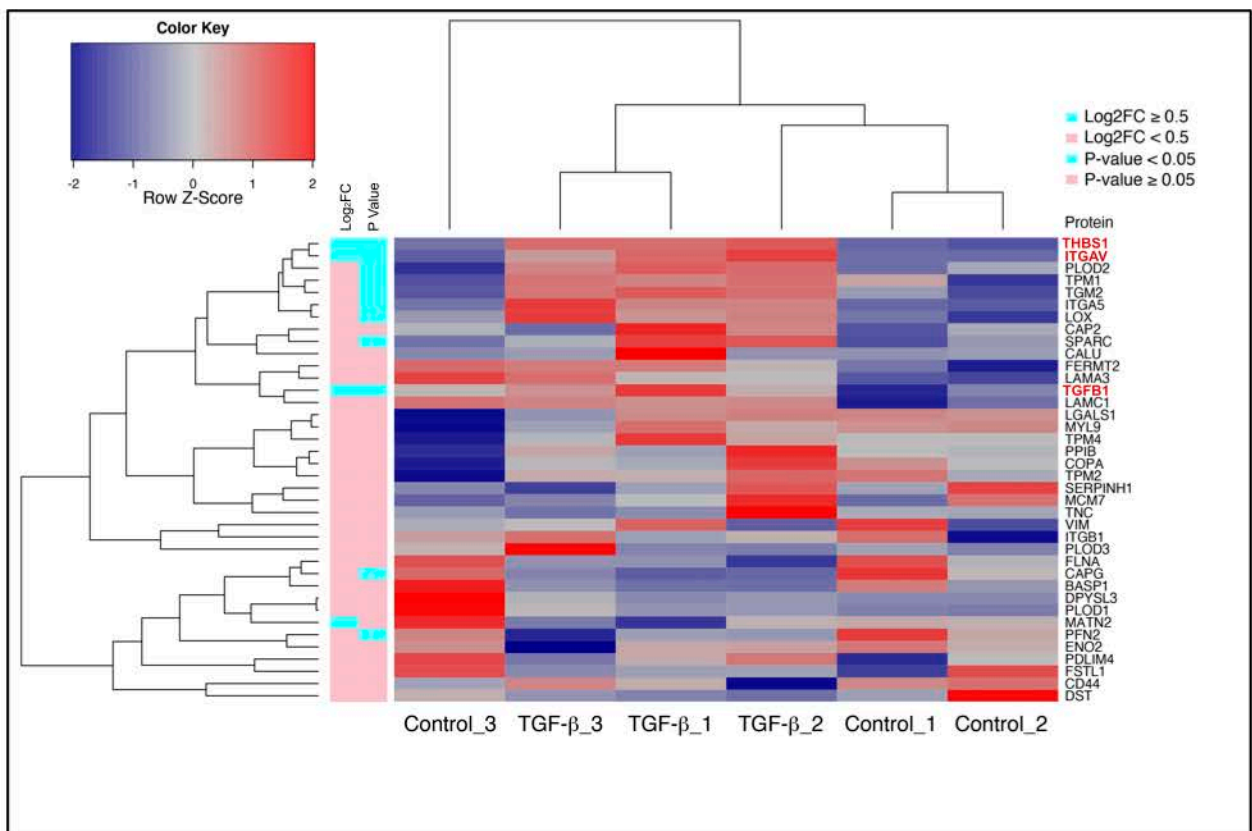 Color Key
-2 -1 0 1 2
Row Z-Score
Log2FC ≥ 0.5
Log2FC < 0.5
P-value < 0.05
P-value ≥ 0.05
Log₂FC
P Value
Protein
THBS1
ITGAV
PLOD2
TPM1
TGM2
ITGA5
LOX
CAP2
SPARC
CALU
FERMT2
LAMA3
TGFB1
LAMC1
LGALS1
MYL9
TPM4
PPIB
COPA
TPM2
SERPINH1
MCM7
TNC
VIM
ITGB1
PLOD3
FLNA
CAPG
BASP1
DPYSL3
PLOD1
MATN2
PFN2
ENO2
PDLIM4
FSTL1
CD44
DST
Control_3 TGF-β_3 TGF-β_1 TGF-β_2 Control_1 Control_2